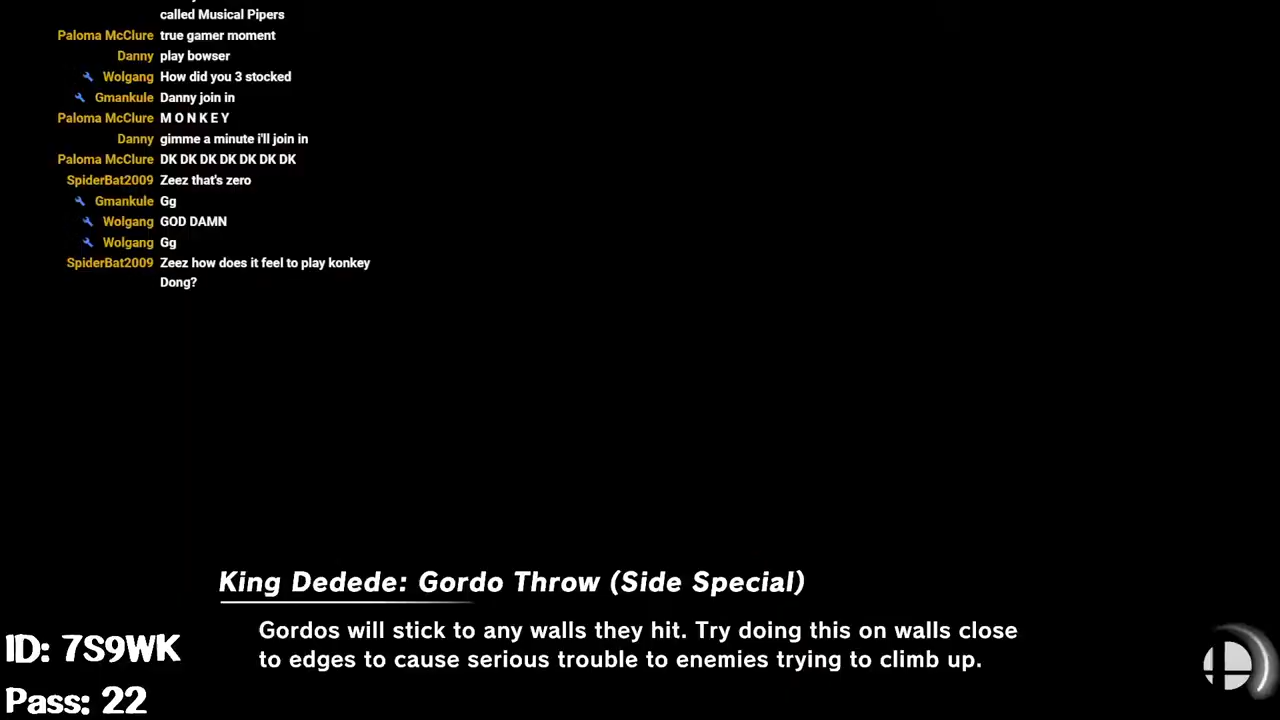 called Musical Pipers
Paloma McClure true gamer moment
Danny play bowser
Wolgang How did you 3 stocked
Gmankule Danny join in
Paloma McClure M O N K E Y
Danny gimme a minute i'll join in
Paloma McClure DK DK DK DK DK DK DK
SpiderBat2009 Zeez that's zero
Gmankule Gg
Wolgang GOD DAMN
Wolgang Gg
SpiderBat2009 Zeez how does it feel to play konkey
Dong?
King Dedede: Gordo Throw (Side Special)
Gordos will stick to any walls they hit. Try doing this on walls close
to edges to cause serious trouble to enemies trying to climb up.
ID: 7S9WK
Pass: 22